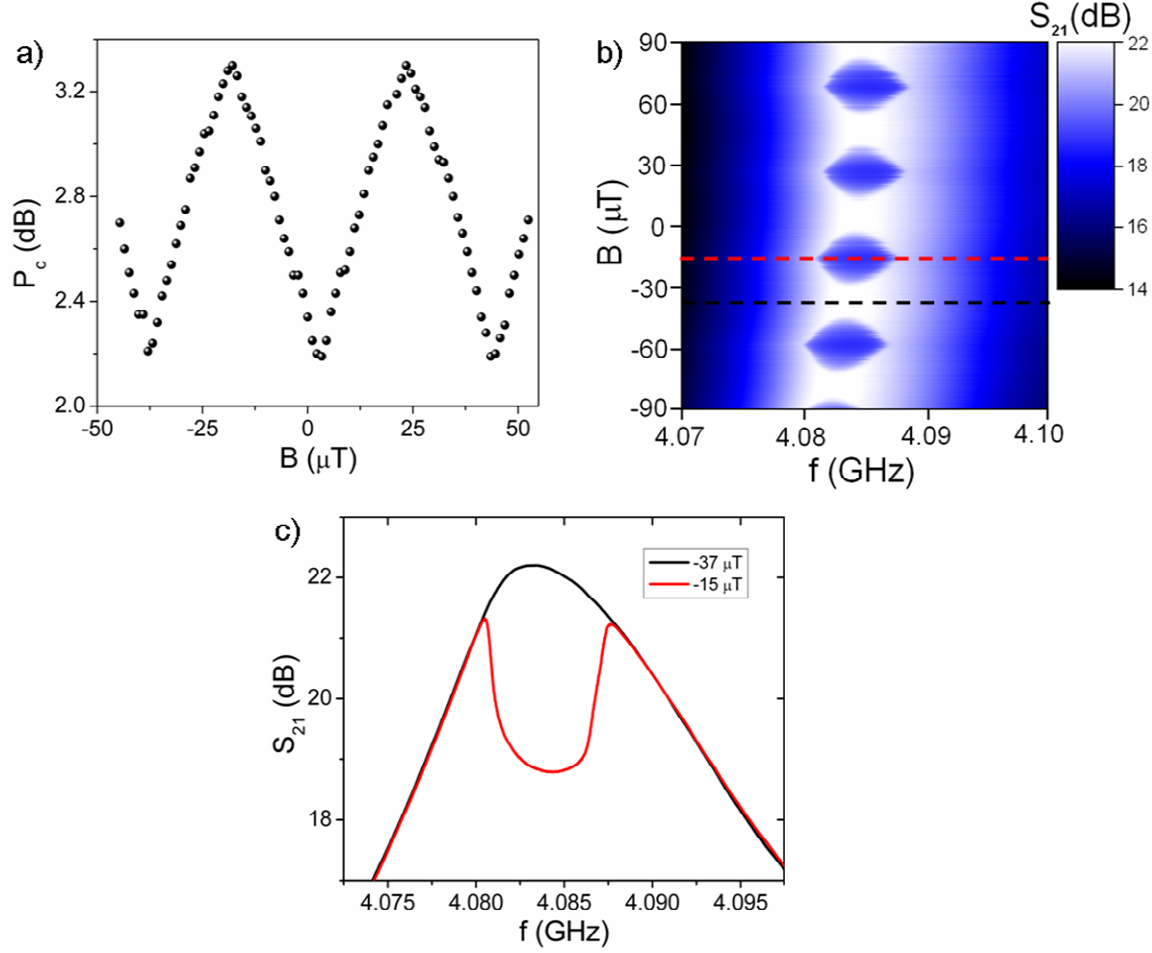 a)
3.2
2.8
2.4
2.0
P_c (dB)
-50 -25 0 25 50
B (μT)
b)
S_21 (dB)
90
60
30
0
-30
-60
-90
B (μT)
4.07 4.08 4.09 4.10
f (GHz)
22
20
18
16
14
c)
22
20
18
S_21 (dB)
-37 μT
-15 μT
4.075 4.080 4.085 4.090 4.095
f (GHz)